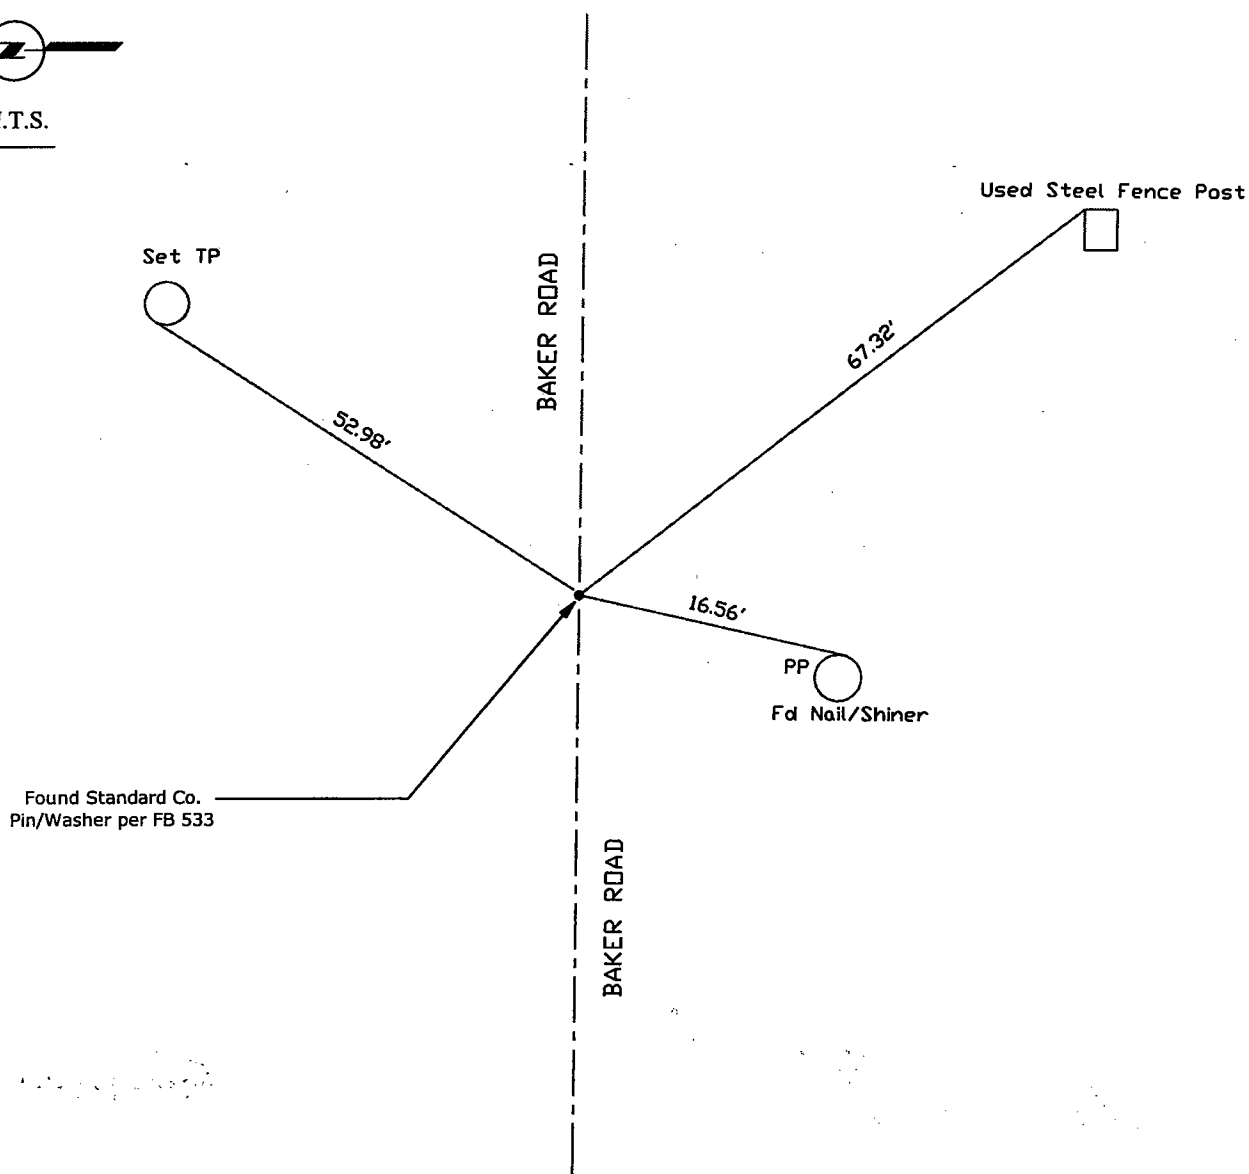 Z
.T.S.
Used Steel Fence Post
Set TP
BAKER ROAD
67.32'
52.98'
16.56'
PP
Fd Nail/Shiner
Found Standard Co.
Pin/Washer per FB 533
BAKER ROAD